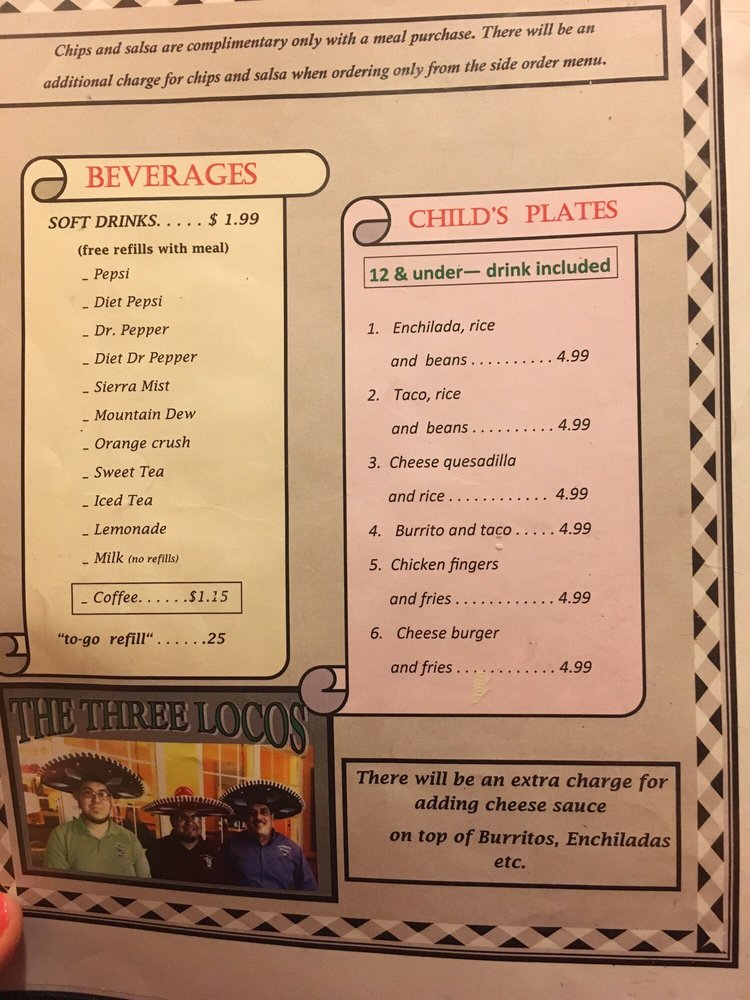 Chips and salsa are complimentary only with a meal purchase. There will be an
additional charge for chips and salsa when ordering only from the side order menu.
BEVERAGES
SOFT DRINKS. . . . . $ 1.99
(free refills with meal)
_ Pepsi
_ Diet Pepsi
_ Dr. Pepper
_ Diet Dr Pepper
_ Sierra Mist
_ Mountain Dew
_ Orange crush
_ Sweet Tea
_ Iced Tea
_ Lemonade
_ Milk (no refills)
_ Coffee. . . . . .$1.15
"to-go refill" . . . . . .25
CHILD'S PLATES
12 & under— drink included
1. Enchilada, rice
and beans . . . . . . . . . . 4.99
2. Taco, rice
and beans . . . . . . . . . . 4.99
3. Cheese quesadilla
and rice . . . . . . . . . . . . 4.99
4. Burrito and taco . . . . . 4.99
5. Chicken fingers
and fries . . . . . . . . . . . . 4.99
6. Cheese burger
and fries . . . . . . . . . . . . 4.99
THE THREE LOCOS
There will be an extra charge for
adding cheese sauce
on top of Burritos, Enchiladas
etc.